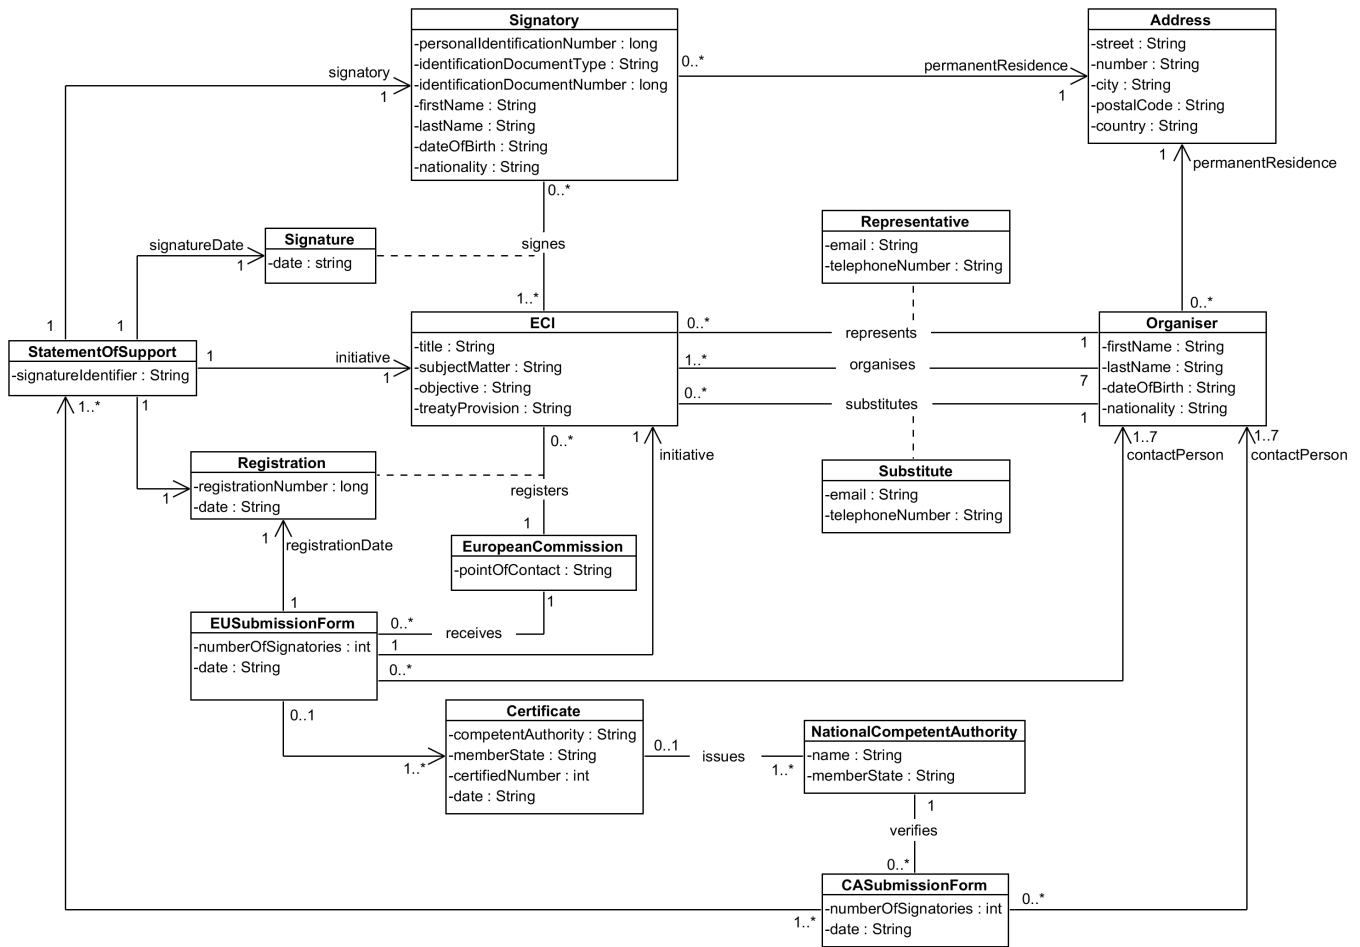 Signatory
-personalIdentificationNumber : long
-identificationDocumentType : String
-identificationDocumentNumber : long
-firstName : String
-lastName : String
-dateOfBirth : String
-nationality : String
Address
-street : String
-number : String
-city : String
-postalCode : String
-country : String
signatory
1
0..*
permanentResidence
1
1
permanentResidence
0..*
signes
1..*
Signature
-date : string
signatureDate
1
Representative
-email : String
-telephoneNumber : String
1
1
0..*
StatementOfSupport
-signatureIdentifier : String
1
initiative
1
ECI
-title : String
-subjectMatter : String
-objective : String
-treatyProvision : String
0..*
represents
1
1..*
organises
7
0..*
substitutes
1
Organiser
-firstName : String
-lastName : String
-dateOfBirth : String
-nationality : String
1..*
1
1
0..*
1
initiative
1..7
contactPerson
1..7
contactPerson
Registration
-registrationNumber : long
-date : String
registers
1
Substitute
-email : String
-telephoneNumber : String
1
registrationDate
1
EuropeanCommission
-pointOfContact : String
1
EUSubmissionForm
-numberOfSignatories : int
-date : String
0..*
receives
1
0..*
0..1
1..*
Certificate
-competentAuthority : String
-memberState : String
-certifiedNumber : int
-date : String
0..1
issues
1..*
NationalCompetentAuthority
-name : String
-memberState : String
1
verifies
0..*
CASubmissionForm
-numberOfSignatories : int
-date : String
1..*
0..*